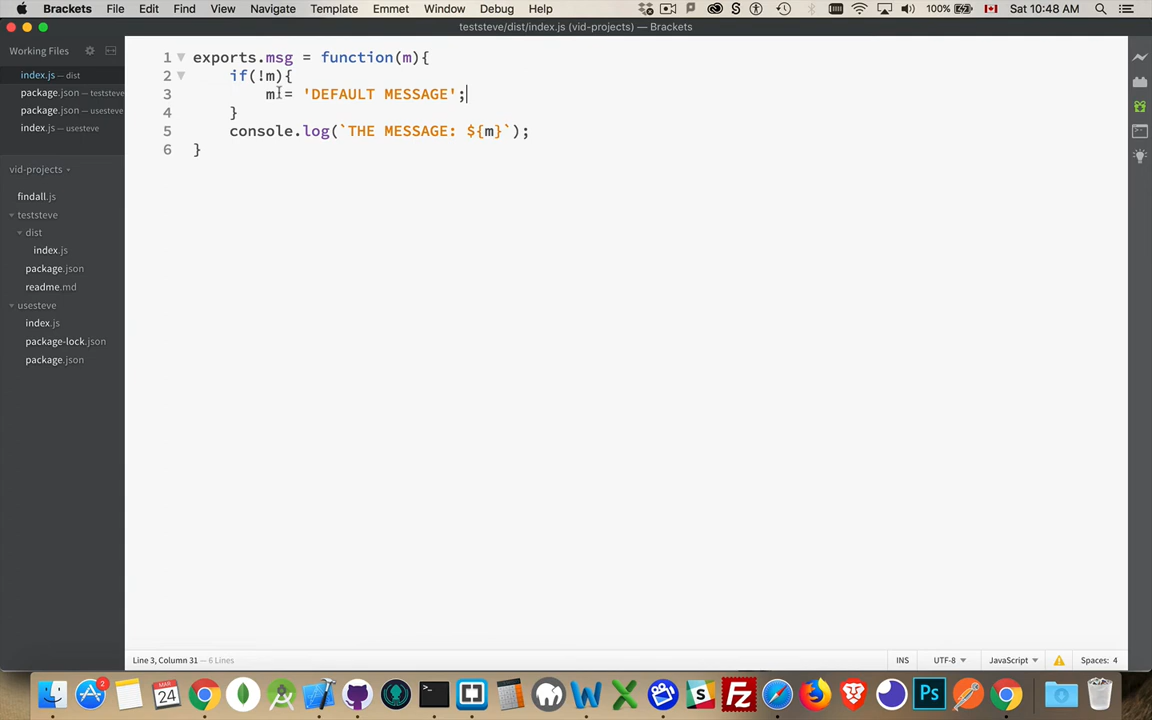 Brackets File Edit Find View Navigate Template Emmet Window Debug Help 100% Sat 10:48 AM
teststeve/dist/index.js (vid-projects) — Brackets
Working Files
index.js — dist
package.json — teststeve
package.json — usesteve
index.js — usesteve
vid-projects
findall.js
teststeve
dist
index.js
package.json
readme.md
usesteve
index.js
package-lock.json
package.json
1 exports.msg = function(m){
2 if(!m){
3 m = 'DEFAULT MESSAGE';
4 }
5 console.log(`THE MESSAGE: ${m}`);
6 }
Line 3, Column 31 — 6 Lines INS UTF-8 JavaScript Spaces: 4
2
MAR
24
Ps